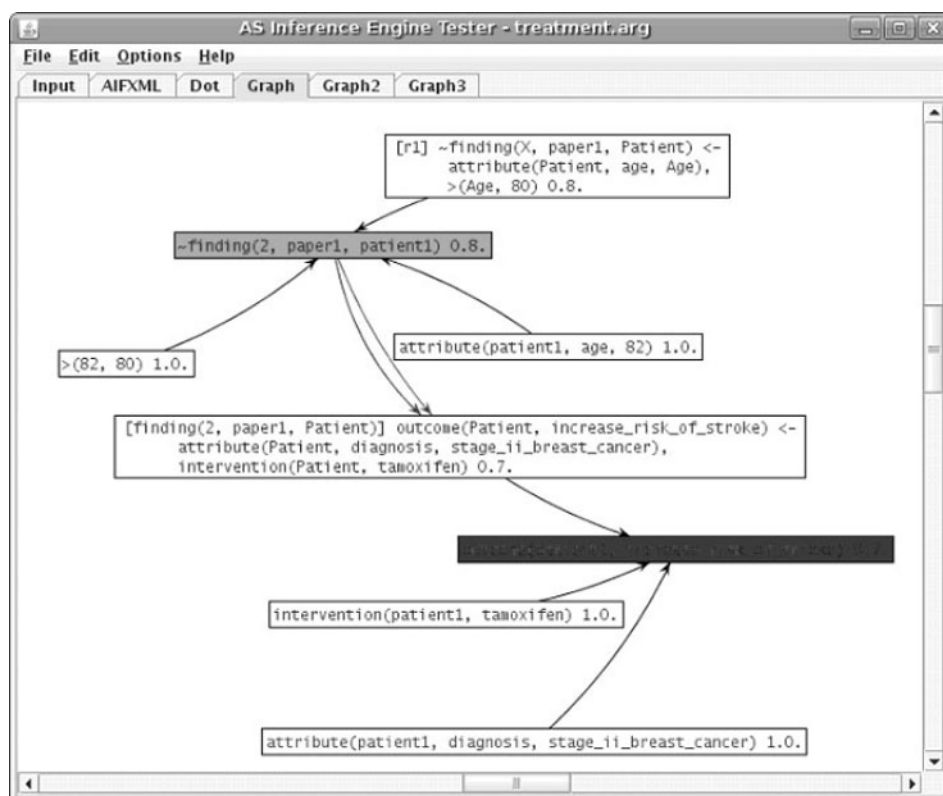 AS Inference Engine Tester - treatment.arg
File Edit Options Help
Input AIFXML Dot Graph Graph2 Graph3
[r1] ~finding(X, paper1, Patient) <-
attribute(Patient, age, Age),
>(Age, 80) 0.8.
~finding(2, paper1, patient1) 0.8.
>(82, 80) 1.0.
attribute(patient1, age, 82) 1.0.
[finding(2, paper1, Patient)] outcome(Patient, increase_risk_of_stroke) <-
attribute(Patient, diagnosis, stage_ii_breast_cancer),
intervention(Patient, tamoxifen) 0.7.
intervention(patient1, tamoxifen) 1.0.
attribute(patient1, diagnosis, stage_ii_breast_cancer) 1.0.